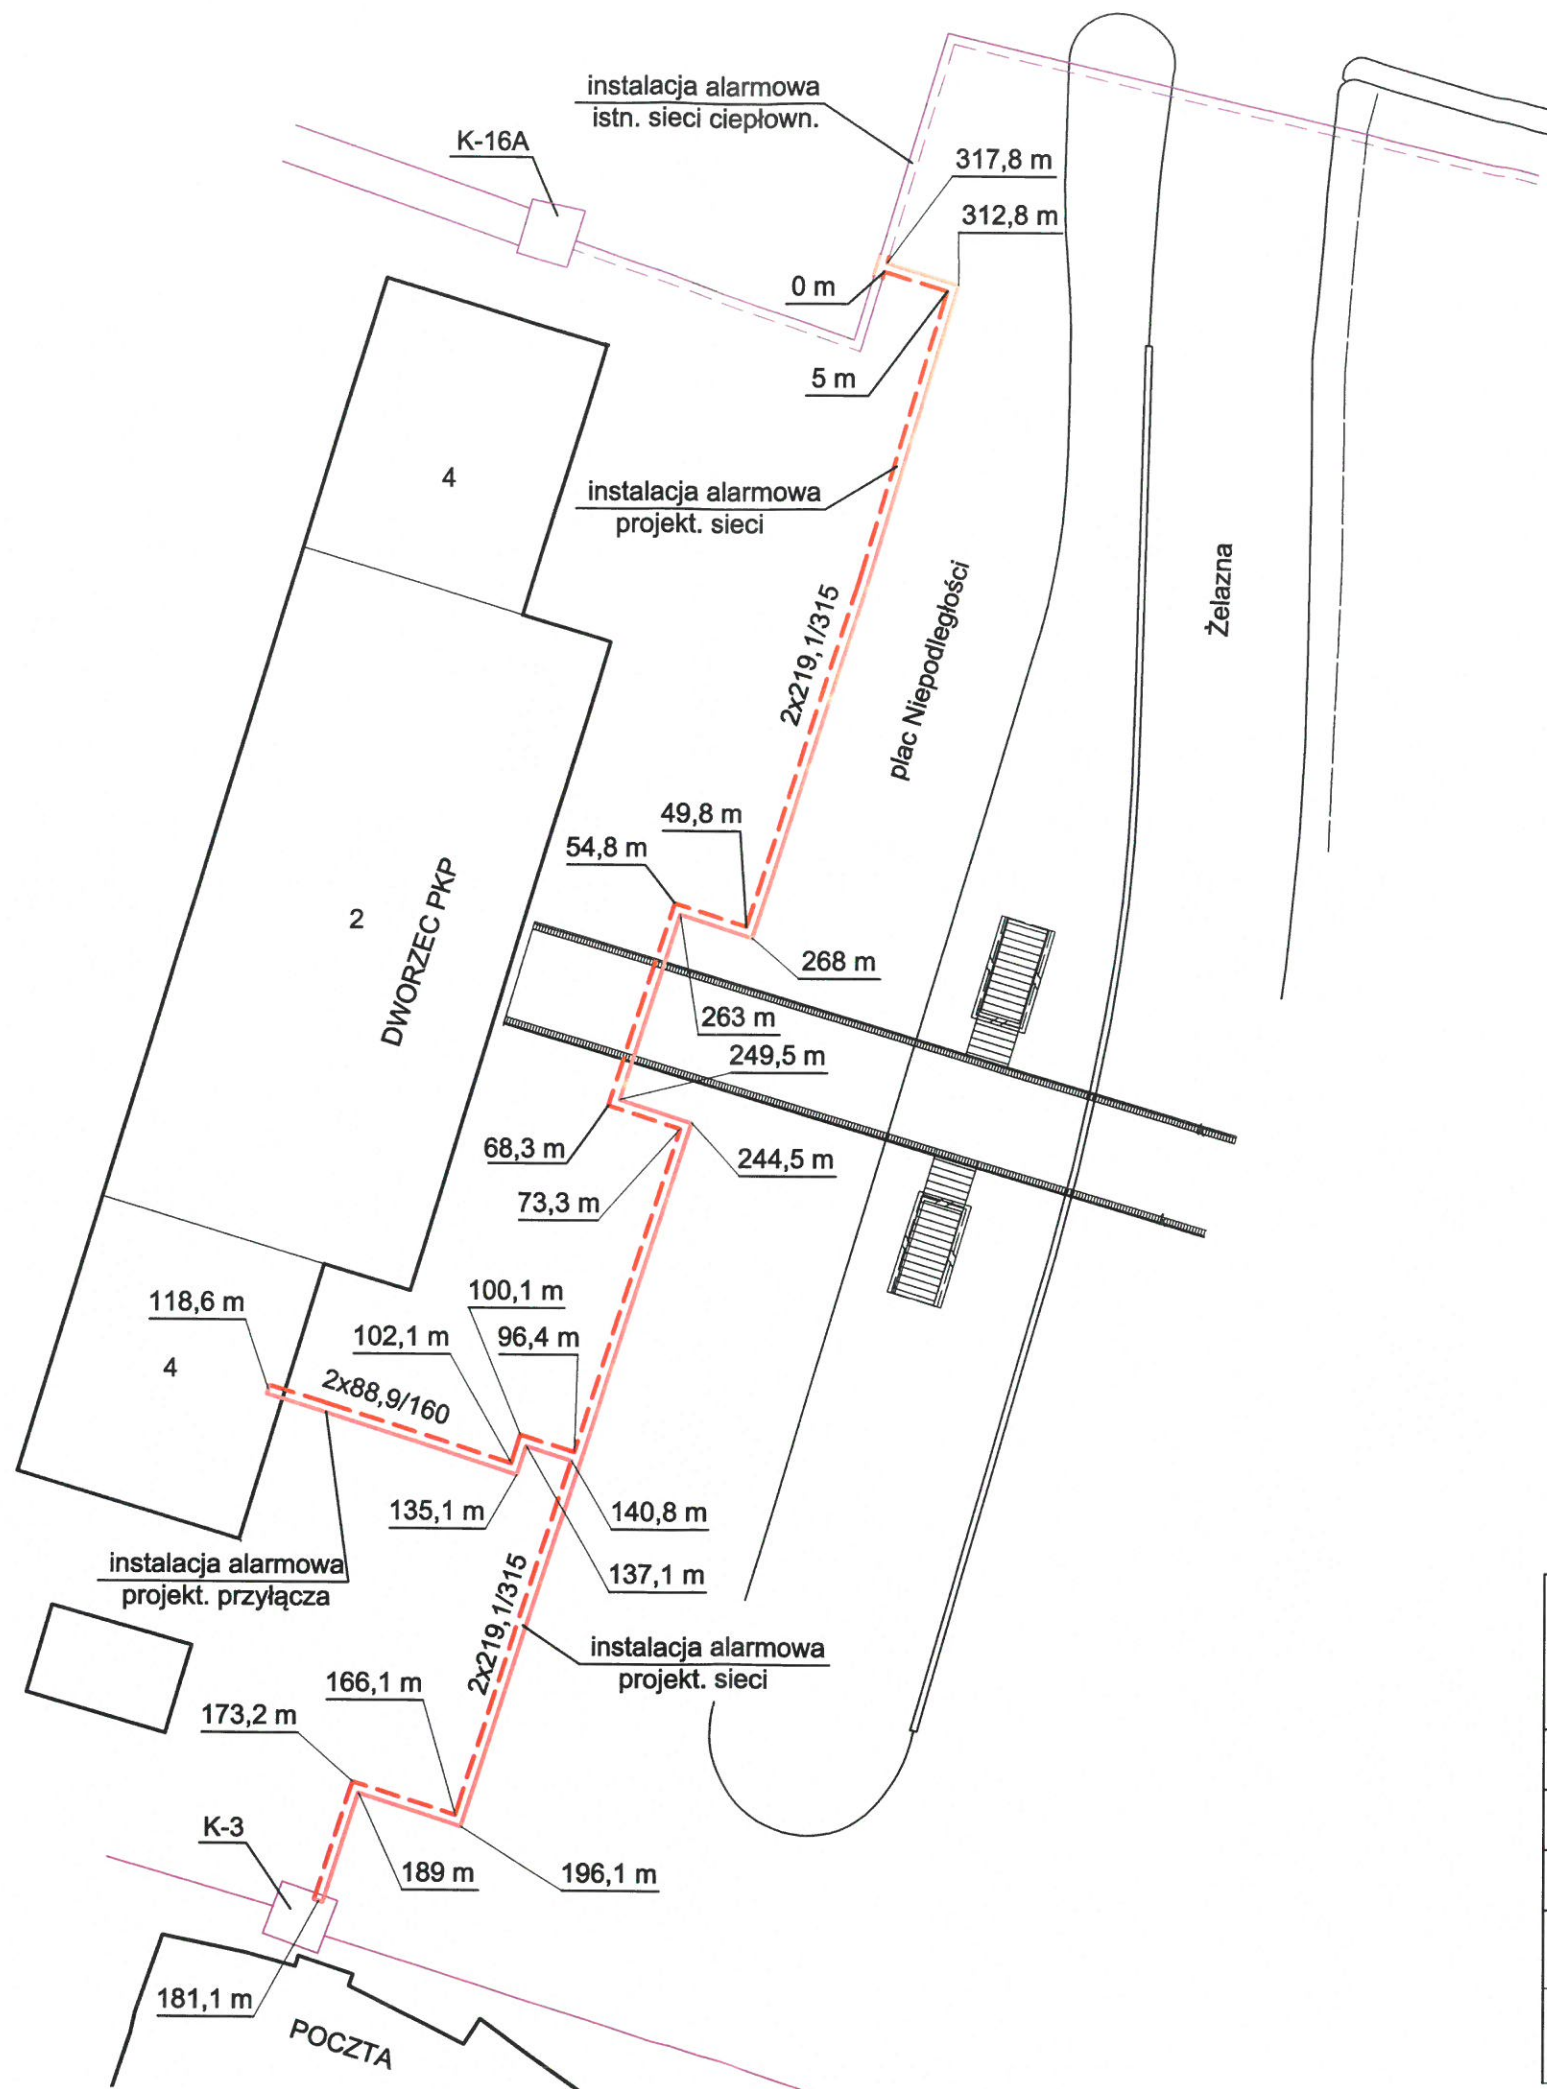 instalacja alarmowa
istn. sieci ciepłown.
K-16A
317,8 m
312,8 m
0 m
5 m
4
instalacja alarmowa
projekt. sieci
Żelazna
2x219,1/315
plac Niepodległości
49,8 m
54,8 m
2
DWORZEC PKP
268 m
263 m
249,5 m
68,3 m
244,5 m
73,3 m
100,1 m
118,6 m
102,1 m
96,4 m
4
2x88,9/160
135,1 m
140,8 m
137,1 m
instalacja alarmowa
projekt. przyłącza
2x219,1/315
instalacja alarmowa
projekt. sieci
166,1 m
173,2 m
K-3
189 m
196,1 m
181,1 m
POCZTA